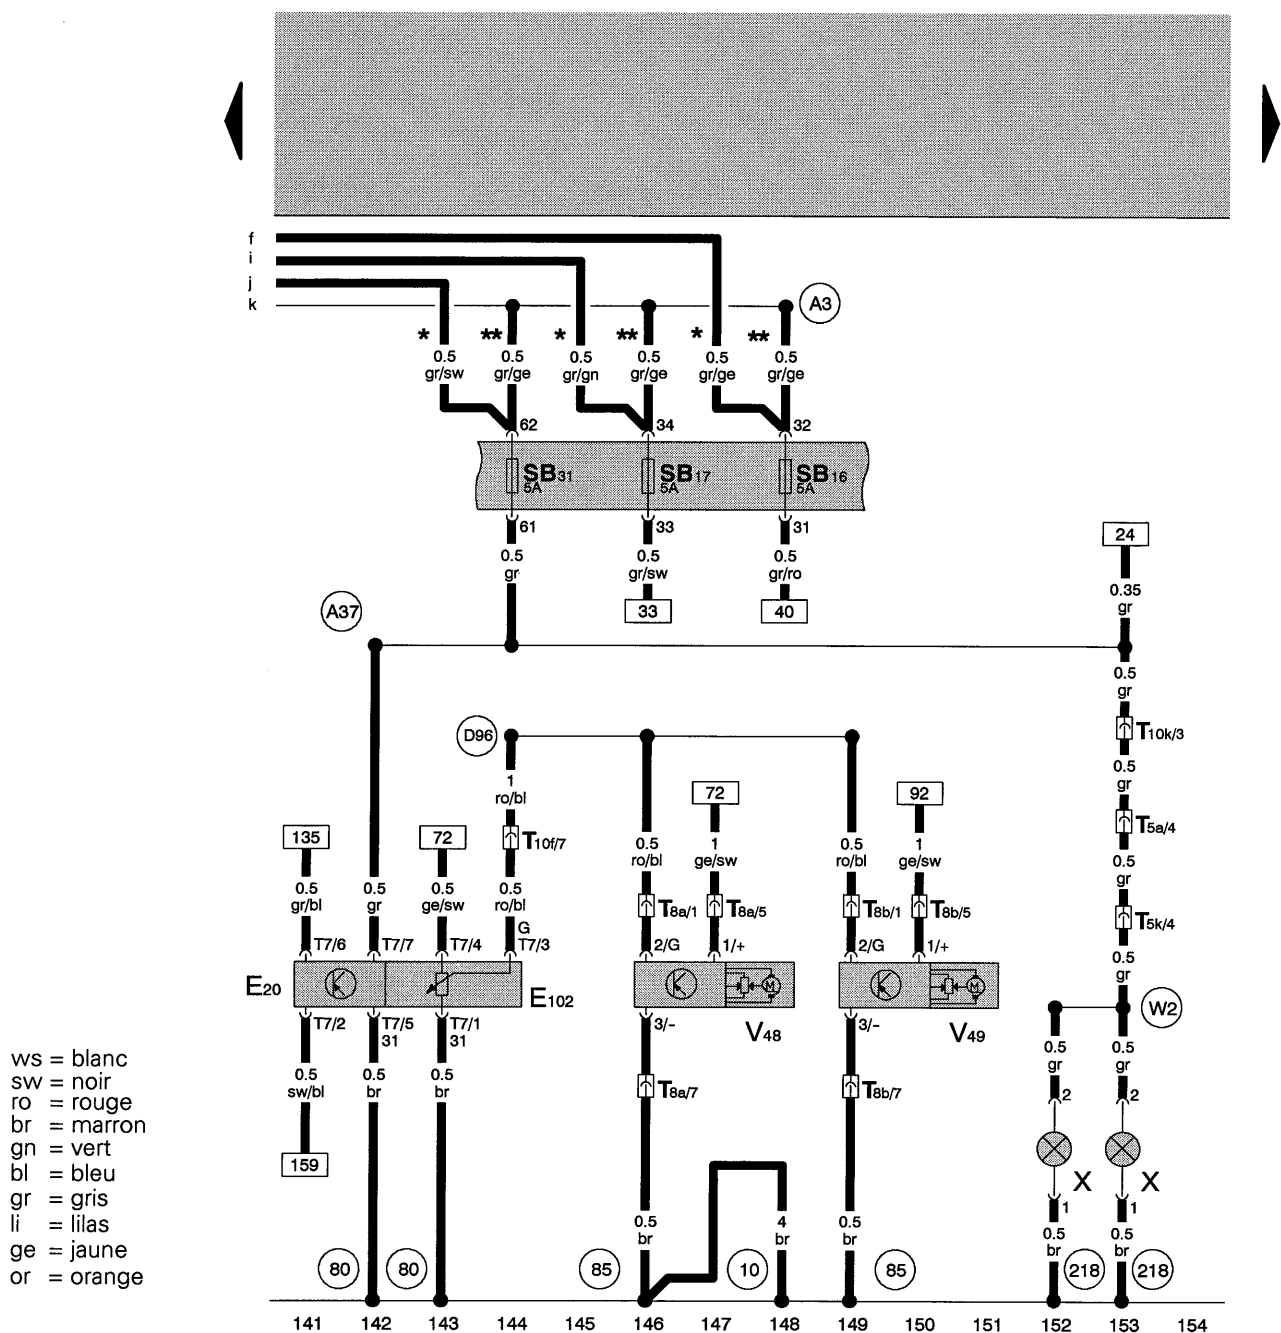 f
i
j
k
A3
* ** * ** * **
0.5 0.5 0.5 0.5 0.5 0.5
gr/sw gr/ge gr/gn gr/ge gr/ge gr/ge
62 34 32
SB31 SB17 SB16
5A 5A 5A
61 33 31
24
0.5 0.5 0.5
gr gr/sw gr/ro
0.35
gr
A37 33 40
0.5
gr
D96 T10k/3
1
ro/bl
72 92
0.5
gr
135 72 T10f/7
T5a/4
0.5 1 0.5 1
ro/bl ge/sw ro/bl ge/sw
0.5
gr
0.5 0.5 0.5 0.5
gr/bl gr ge/sw ro/bl
T8a/1 T8a/5 T8b/1 T8b/5 T5k/4
G
T7/6 T7/7 T7/4 T7/3 2/G 1/+ 2/G 1/+
0.5
gr
E20 E102 M M
W2
T7/2 T7/5 T7/1 3/- V48 3/- V49
31 31
0.5 0.5
gr gr
0.5 0.5 0.5
sw/bl br br
T8a/7 T8b/7
2 2
159
X X
1 1
0.5 4 0.5 0.5 0.5
br br br br br
80 80 85 10 85 218 218
141 142 143 144 145 146 147 148 149 150 151 152 153 154
ws = blanc
sw = noir
ro = rouge
br = marron
gn = vert
bl = bleu
gr = gris
li = lilas
ge = jaune
or = orange